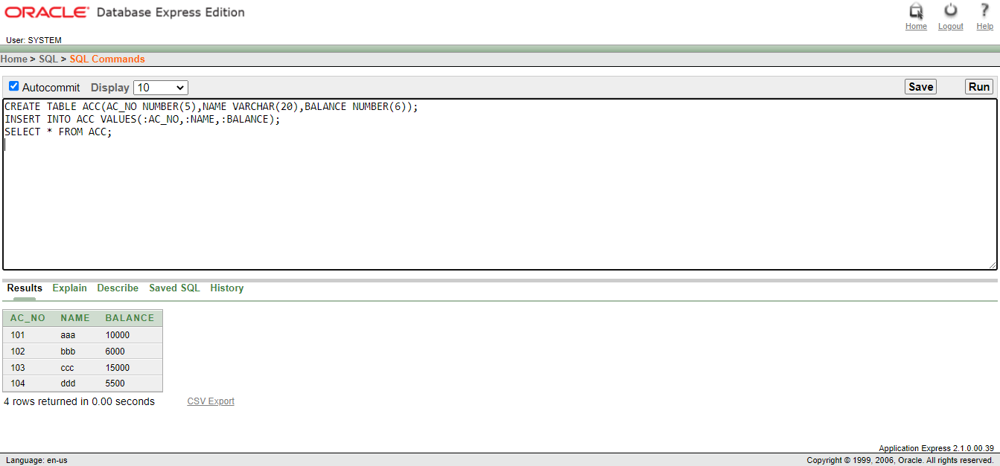 ORACLE® Database Express Edition
Home Logout Help
User: SYSTEM
Home > SQL > SQL Commands
Autocommit Display 10 Save Run
CREATE TABLE ACC(AC_NO NUMBER(5),NAME VARCHAR(20),BALANCE NUMBER(6));
INSERT INTO ACC VALUES(:AC_NO,:NAME,:BALANCE);
SELECT * FROM ACC;
Results Explain Describe Saved SQL History
AC_NO NAME BALANCE
101 aaa 10000
102 bbb 6000
103 ccc 15000
104 ddd 5500
4 rows returned in 0.00 seconds CSV Export
Application Express 2.1.0.00.39
Language: en-us Copyright © 1999, 2006, Oracle. All rights reserved.